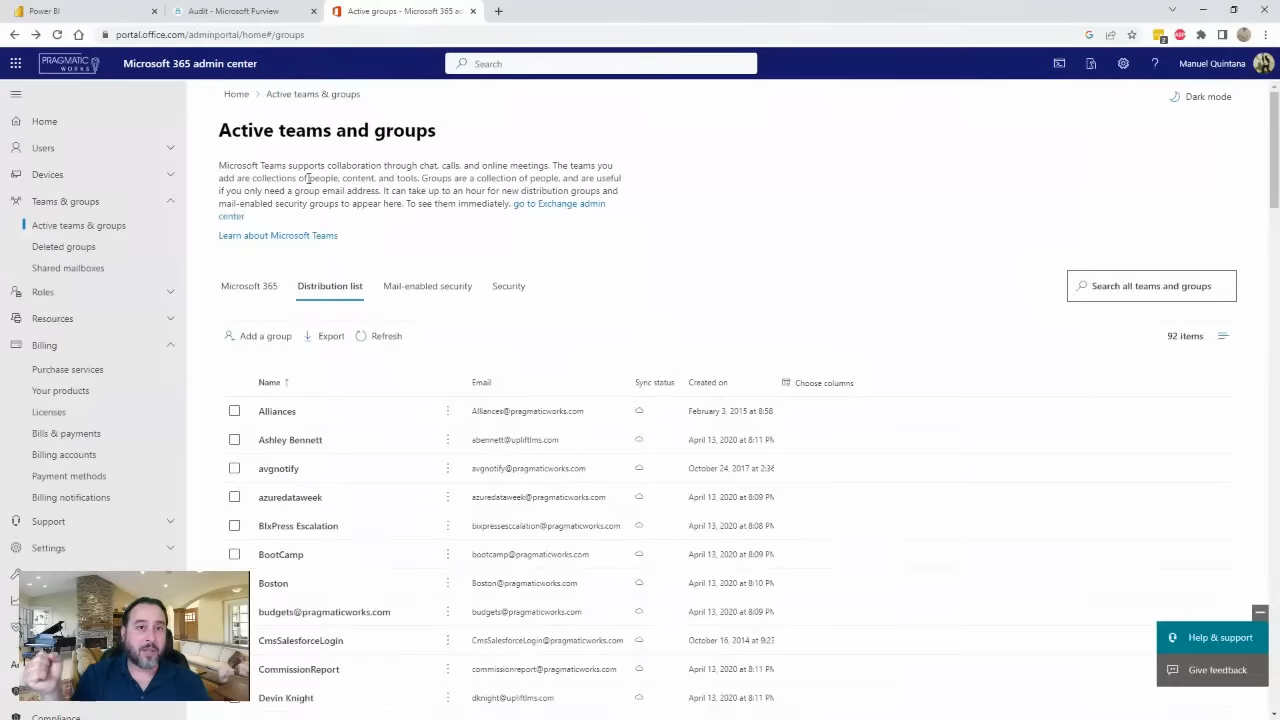 Power BI
Audit - Microsoft Purview
Active groups - Microsoft 365 ac
portal.office.com/adminportal/home#/groups
PRAGMATIC WORKS
Microsoft 365 admin center
Search
Manuel Quintana
Home
Users
Devices
Teams & groups
Active teams & groups
Deleted groups
Shared mailboxes
Roles
Resources
Billing
Purchase services
Your products
Licenses
Bills & payments
Billing accounts
Payment methods
Billing notifications
Support
Settings
Compliance
Home > Active teams & groups
Dark mode
Active teams and groups
Microsoft Teams supports collaboration through chat, calls, and online meetings. The teams you
add are collections of people, content, and tools. Groups are a collection of people, and are useful
if you only need a group email address. It can take up to an hour for new distribution groups and
mail-enabled security groups to appear here. To see them immediately, go to Exchange admin
center
Learn about Microsoft Teams
Microsoft 365 Distribution list Mail-enabled security Security
Search all teams and groups
Add a group Export Refresh
92 items
Name ↑ Email Sync status Created on Choose columns
Alliances Alliances@pragmaticworks.com February 3, 2015 at 8:58
Ashley Bennett abennett@upliftlms.com April 13, 2020 at 8:11 PM
avgnotify avgnotify@pragmaticworks.com October 24, 2017 at 2:36
azuredataweek azuredataweek@pragmaticworks.com April 13, 2020 at 8:09 PM
BIxPress Escalation bixpressesccalation@pragmaticworks.com April 13, 2020 at 8:08 PM
BootCamp bootcamp@pragmaticworks.com April 13, 2020 at 8:09 PM
Boston Boston@pragmaticworks.com April 13, 2020 at 8:10 PM
budgets@pragmaticworks.com budgets@pragmaticworks.com April 13, 2020 at 8:09 PM
CmsSalesforceLogin CmsSalesforceLogin@pragmaticworks.com October 16, 2014 at 9:23
CommissionReport commissionreport@pragmaticworks.com April 13, 2020 at 8:11 PM
Devin Knight dknight@upliftlms.com April 13, 2020 at 8:11 PM
Help & support
Give feedback